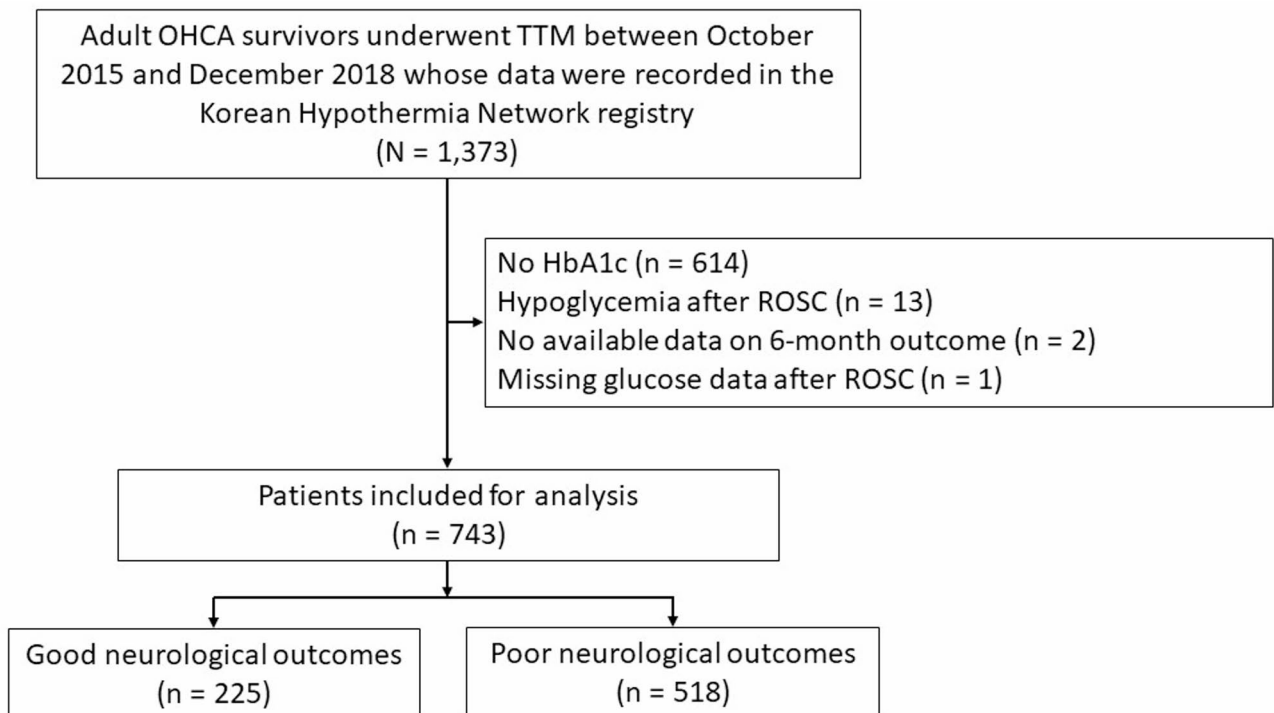 Adult OHCA survivors underwent TTM between October
2015 and December 2018 whose data were recorded in the
Korean Hypothermia Network registry
(N = 1,373)
No HbA1c (n = 614)
Hypoglycemia after ROSC (n = 13)
No available data on 6-month outcome (n = 2)
Missing glucose data after ROSC (n = 1)
Patients included for analysis
(n = 743)
Good neurological outcomes
(n = 225)
Poor neurological outcomes
(n = 518)